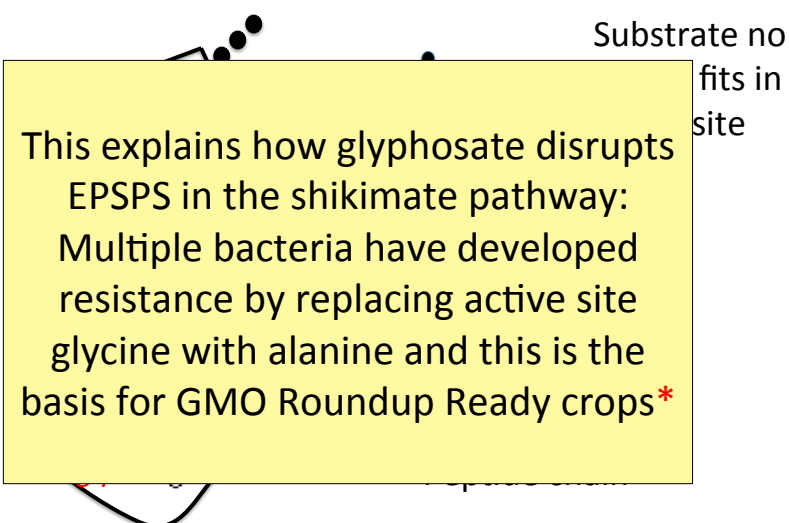 Substrate no
fits in
site
This explains how glyphosate disrupts
EPSPS in the shikimate pathway:
Multiple bacteria have developed
resistance by replacing active site
glycine with alanine and this is the
basis for GMO Roundup Ready crops*